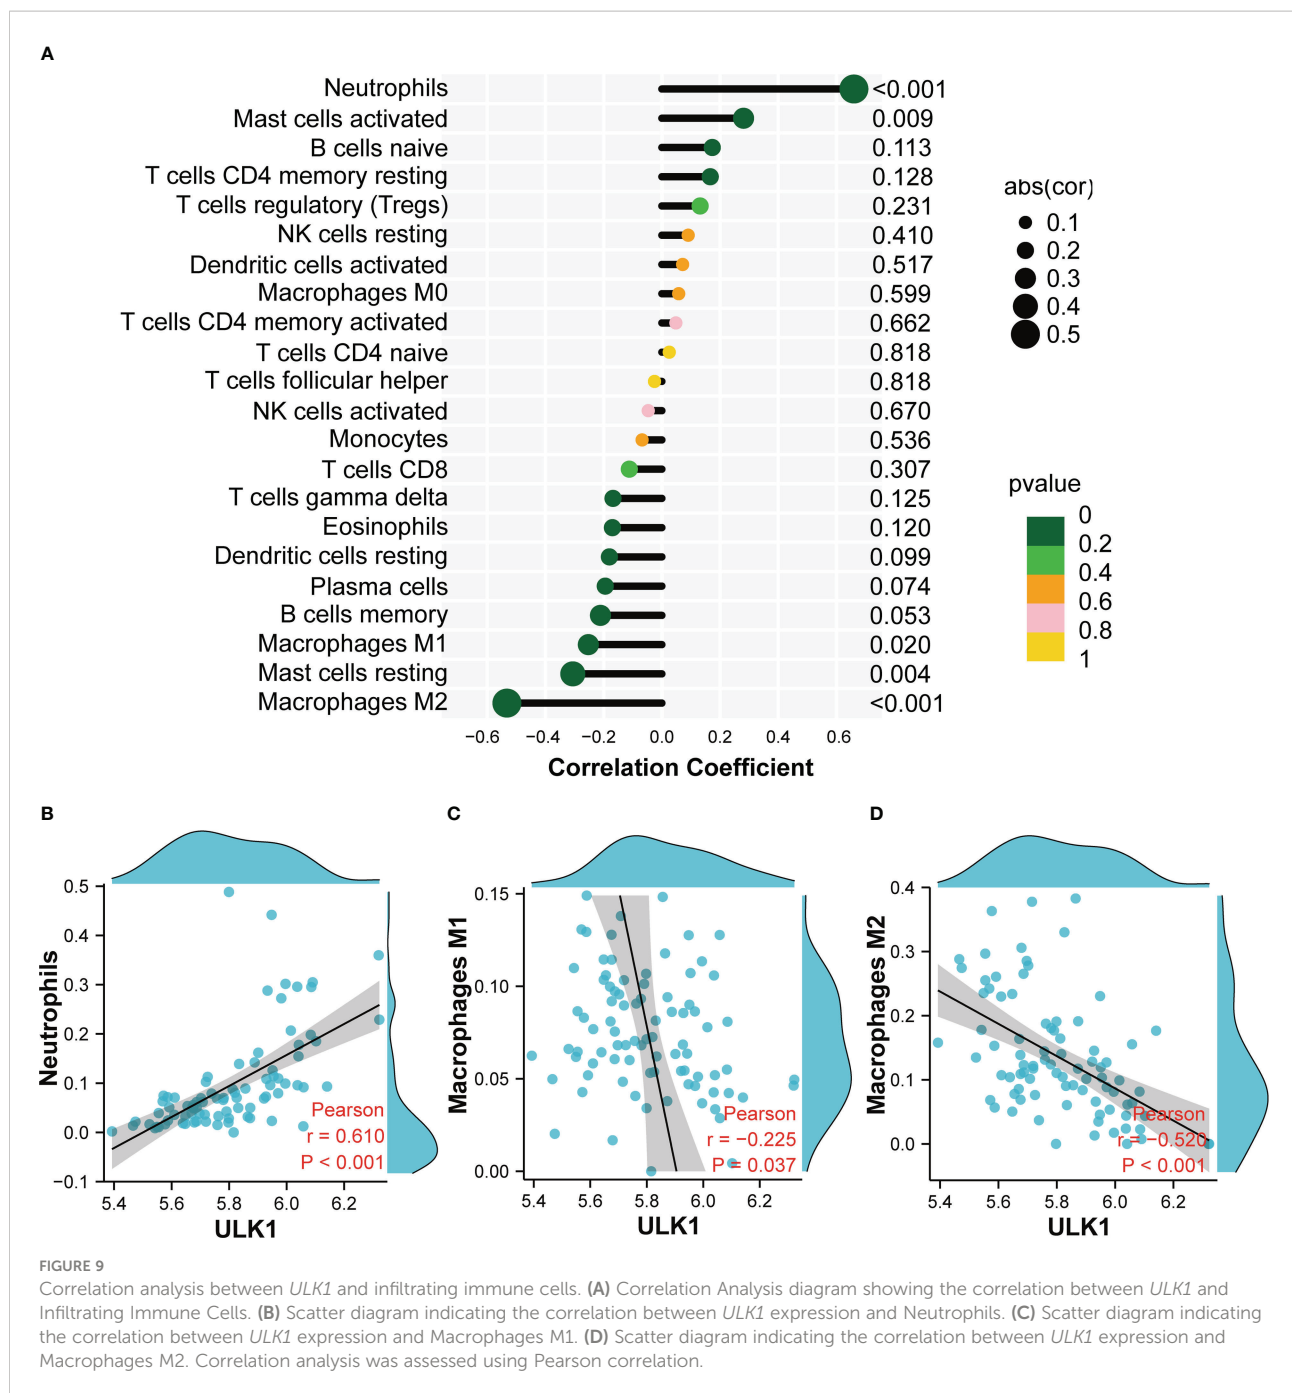 A
Neutrophils <0.001
Mast cells activated 0.009
B cells naive 0.113
T cells CD4 memory resting 0.128
T cells regulatory (Tregs) 0.231
NK cells resting 0.410
Dendritic cells activated 0.517
Macrophages M0 0.599
T cells CD4 memory activated 0.662
T cells CD4 naive 0.818
T cells follicular helper 0.818
NK cells activated 0.670
Monocytes 0.536
T cells CD8 0.307
T cells gamma delta 0.125
Eosinophils 0.120
Dendritic cells resting 0.099
Plasma cells 0.074
B cells memory 0.053
Macrophages M1 0.020
Mast cells resting 0.004
Macrophages M2 <0.001
−0.6 −0.4 −0.2 0.0 0.2 0.4 0.6
Correlation Coefficient
abs(cor)
0.1
0.2
0.3
0.4
0.5
pvalue
0
0.2
0.4
0.6
0.8
1
B
Neutrophils
0.5
0.4
0.3
0.2
0.1
0.0
−0.1
Pearson
r = 0.610
P < 0.001
5.4 5.6 5.8 6.0 6.2
ULK1
C
Macrophages M1
0.15
0.10
0.05
0.00
Pearson
r = −0.225
P = 0.037
5.4 5.6 5.8 6.0 6.2
ULK1
D
Macrophages M2
0.4
0.3
0.2
0.1
0.0
Pearson
r = −0.520
P < 0.001
5.4 5.6 5.8 6.0 6.2
ULK1
FIGURE 9
Correlation analysis between ULK1 and infiltrating immune cells. (A) Correlation Analysis diagram showing the correlation between ULK1 and
Infiltrating Immune Cells. (B) Scatter diagram indicating the correlation between ULK1 expression and Neutrophils. (C) Scatter diagram indicating
the correlation between ULK1 expression and Macrophages M1. (D) Scatter diagram indicating the correlation between ULK1 expression and
Macrophages M2. Correlation analysis was assessed using Pearson correlation.